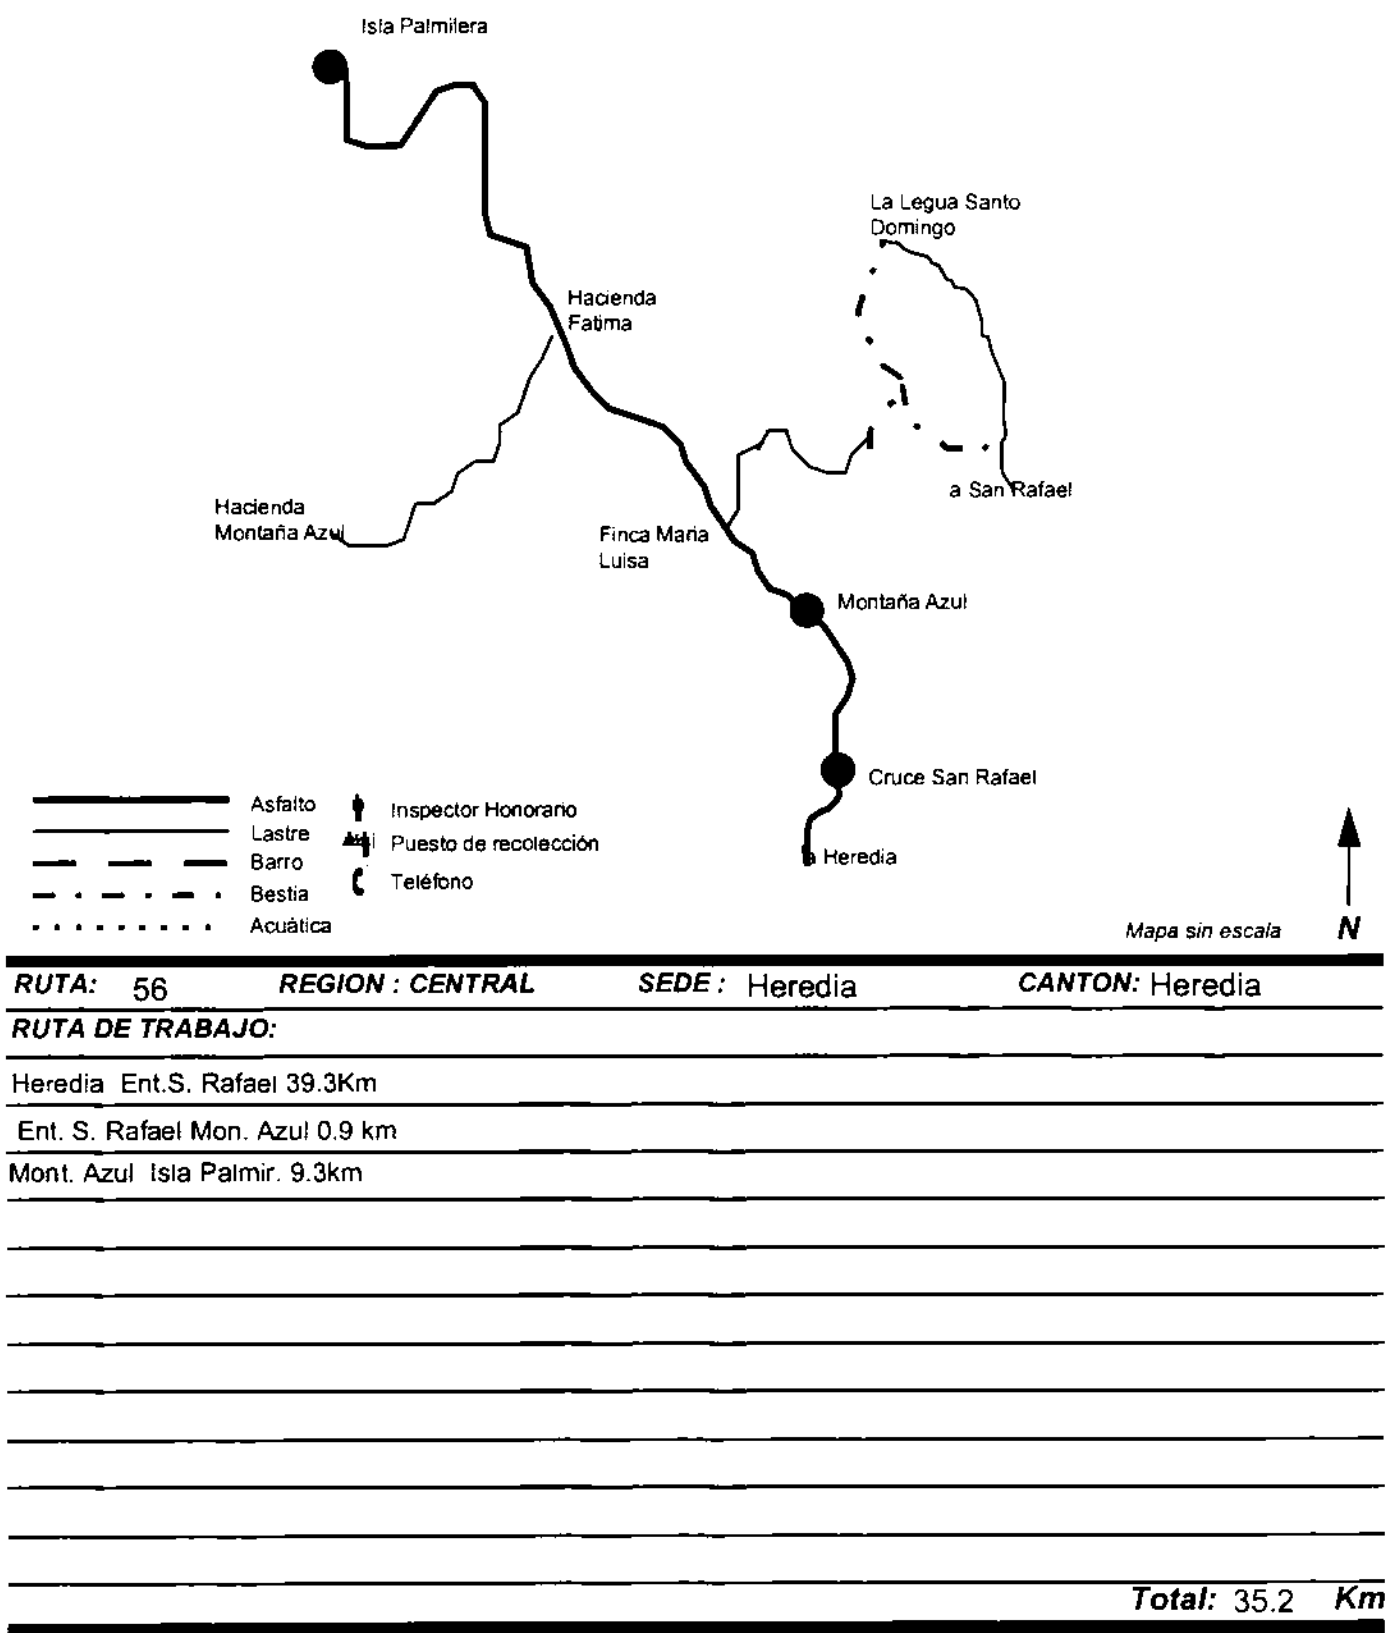 Isla Palmilera
La Legua Santo
Domingo
Hacienda
Fatima
a San Rafael
Hacienda
Montaña Azul
Finca Maria
Luisa
Montaña Azul
Cruce San Rafael
a Heredia
Asfalto
Lastre
Barro
Bestia
Acuática
Inspector Honorario
Puesto de recolección
Teléfono
Mapa sin escala
N
RUTA: 56 REGION : CENTRAL SEDE : Heredia CANTON: Heredia
RUTA DE TRABAJO:
Heredia Ent.S. Rafael 39.3Km
Ent. S. Rafael Mon. Azul 0.9 km
Mont. Azul Isla Palmir. 9.3km
Total: 35.2 Km